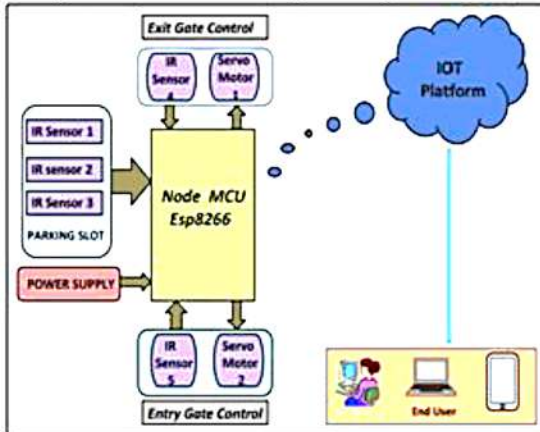 Exit Gate Control
IR
Sensor
4
Servo
Motor
1
IOT
Platform
IR Sensor 1
IR sensor 2
IR Sensor 3
PARKING SLOT
Node MCU
Esp8266
POWER SUPPLY
IR
Sensor
5
Servo
Motor
2
Entry Gate Control
End User